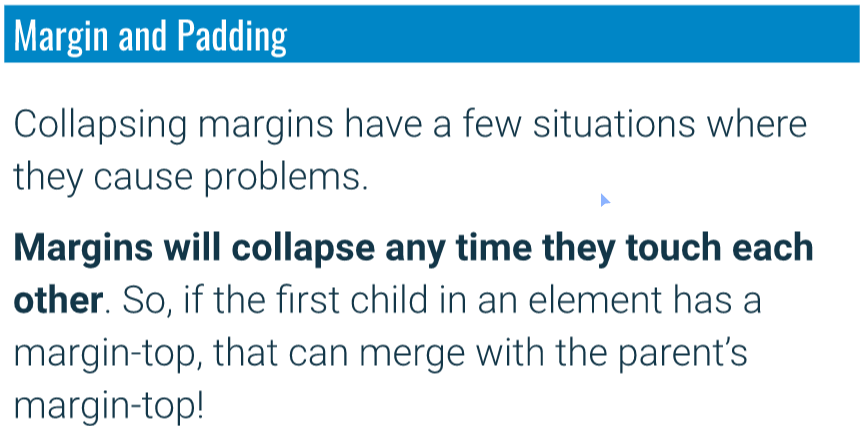 Margin and Padding
Collapsing margins have a few situations where
they cause problems.
Margins will collapse any time they touch each
other. So, if the first child in an element has a
margin-top, that can merge with the parent’s
margin-top!